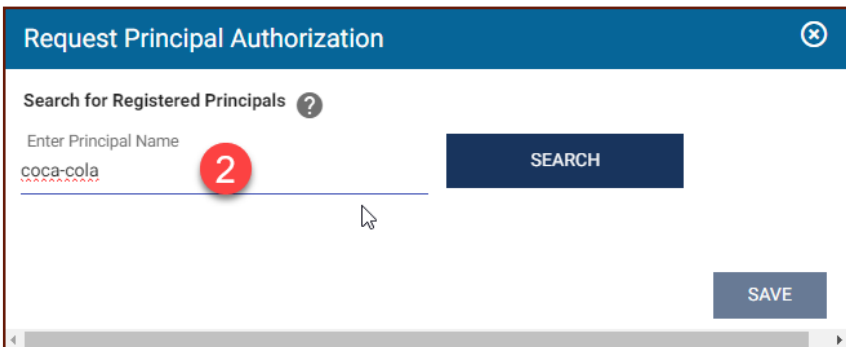 Request Principal Authorization
Search for Registered Principals ?
Enter Principal Name
coca-cola
2
SEARCH
SAVE